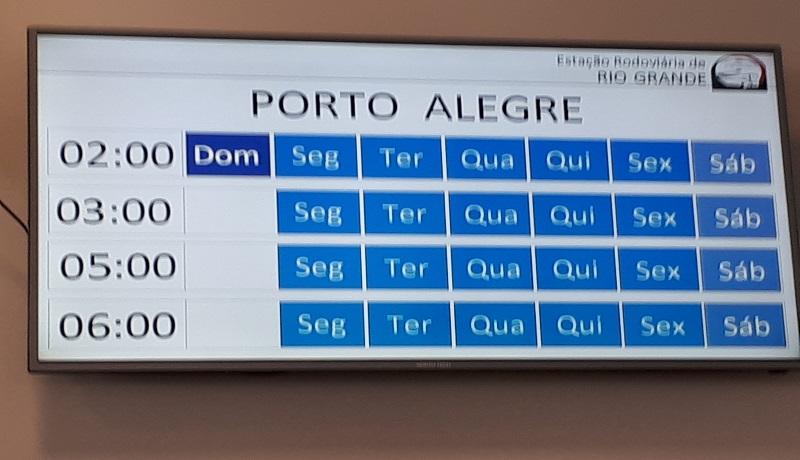 Estação Rodoviária de
RIO GRANDE
PORTO ALEGRE
02:00 Dom Seg Ter Qua Qui Sex Sáb
03:00 Seg Ter Qua Qui Sex Sáb
05:00 Seg Ter Qua Qui Sex Sáb
06:00 Seg Ter Qua Qui Sex Sáb